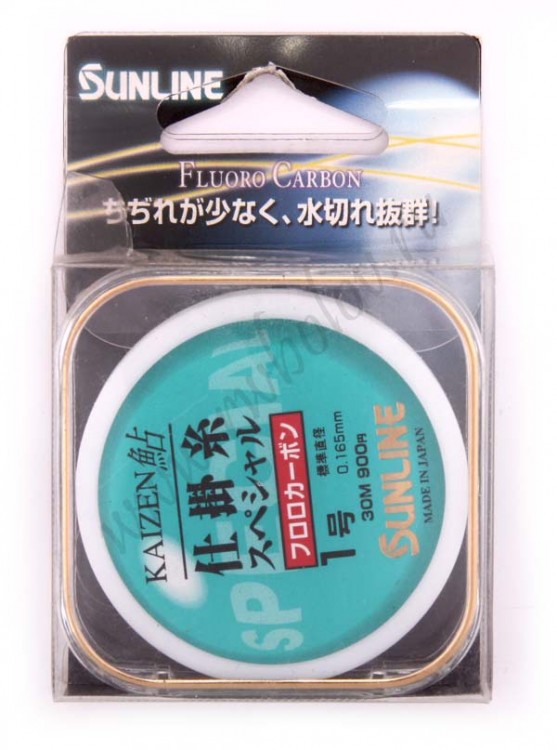 SUNLINE
FLUORO CARBON
ちぢれが少なく、水切れ抜群!
KAIZEN鮎
仕掛糸
スペシャル
フロロカーボン
1号
標準直径
0.165mm
30M 900円
SUNLINE
MADE IN JAPAN